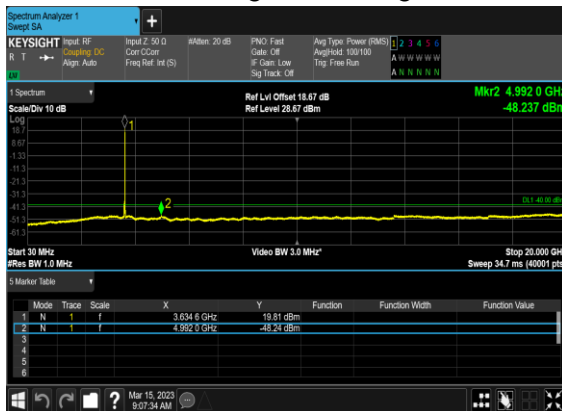 Spectrum Analyzer 1
Swept SA
KEYSIGHT Input: RF Input Z: 50 Ω #Atten: 20 dB PNO: Fast Avg Type: Power (RMS) 1 2 3 4 5 6
R T Coupling: DC Corr CCorr Gate: Off Avg|Hold: 100/100 A W W W W W
Align: Auto Freq Ref: Int (S) IF Gain: Low Trig: Free Run
Sig Track: Off A N N N N N
1 Spectrum Ref Lvl Offset 18.67 dB Mkr2 4.992 0 GHz
Scale/Div 10 dB Ref Level 28.67 dBm -48.237 dBm
Log
18.7
8.67
-1.33
-11.3
-21.3
-31.3
-41.3
-51.3
-61.3
1
2
DL1 -40.00 dBm
Start 30 MHz Video BW 3.0 MHz* Stop 20.000 GHz
#Res BW 1.0 MHz Sweep 34.7 ms (40001 pts)
5 Marker Table
Mode Trace Scale X Y Function Function Width Function Value
1 N 1 f 3.634 6 GHz 19.81 dBm
2 N 1 f 4.992 0 GHz -48.24 dBm
3
4
5
6
Mar 15, 2023
9:07:34 AM